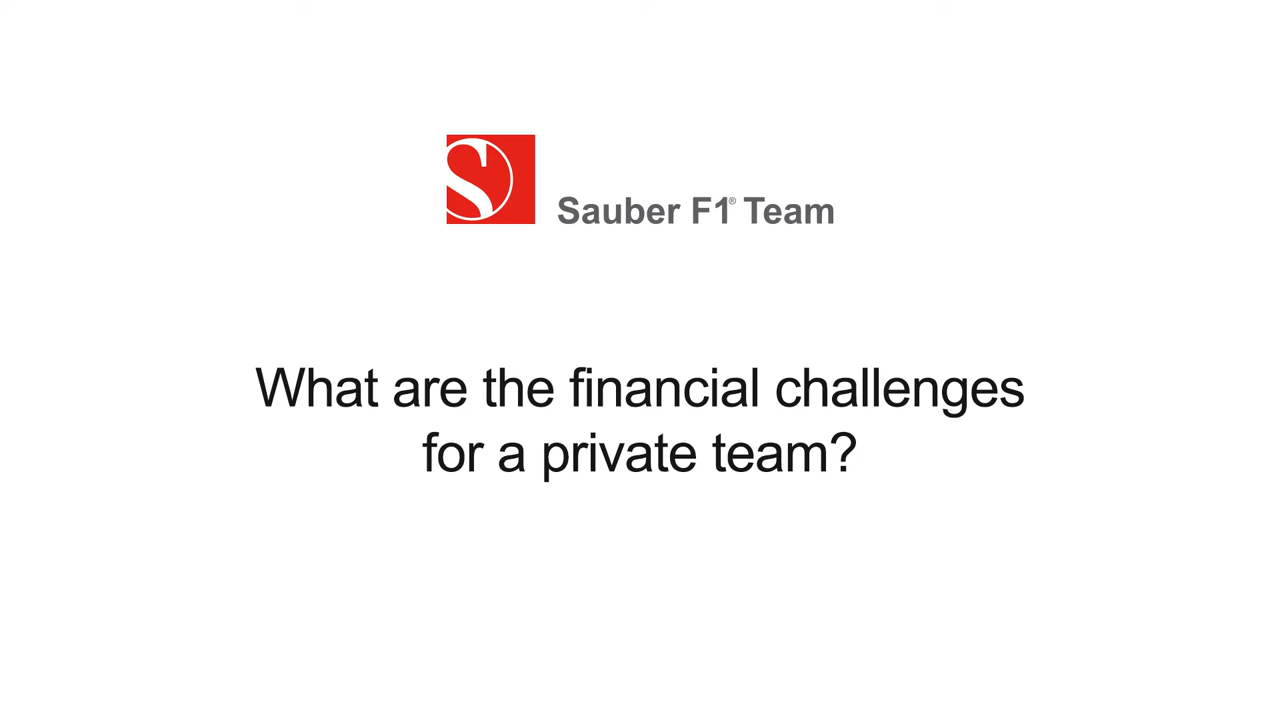 S
Sauber F1® Team
What are the financial challenges
for a private team?